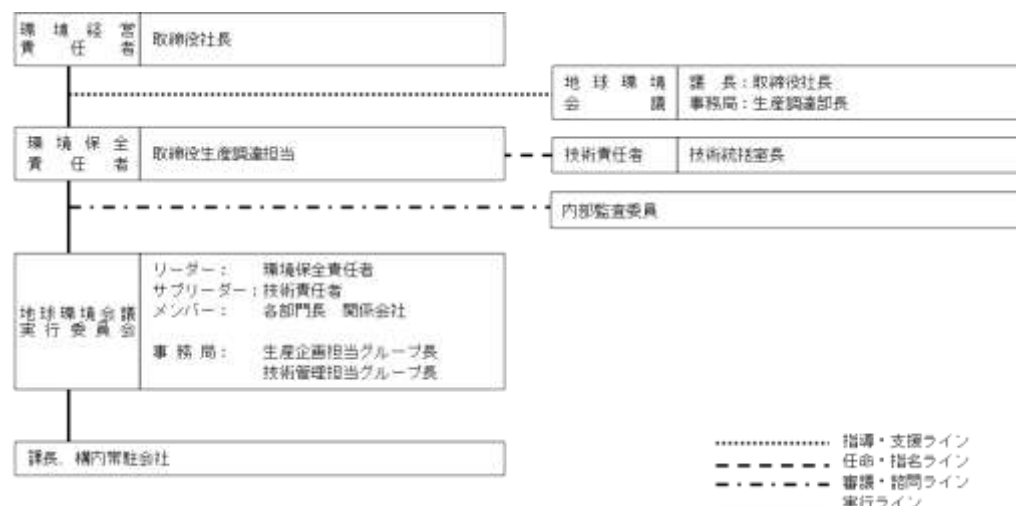 環境経営
責任者
取締役社長
地球環境
会議
議長:取締役社長
事務局:生産調達部長
環境保全
責任者
取締役生産調達担当
技術責任者
技術統括室長
内部監査委員
地球環境会議
実行委員会
リーダー: 環境保全責任者
サブリーダー:技術責任者
メンバー: 各部門長 関係会社
事務局: 生産企画担当グループ長
技術管理担当グループ長
課長、構内常駐会社
指導・支援ライン
任命・指名ライン
審議・諮問ライン
実行ライン